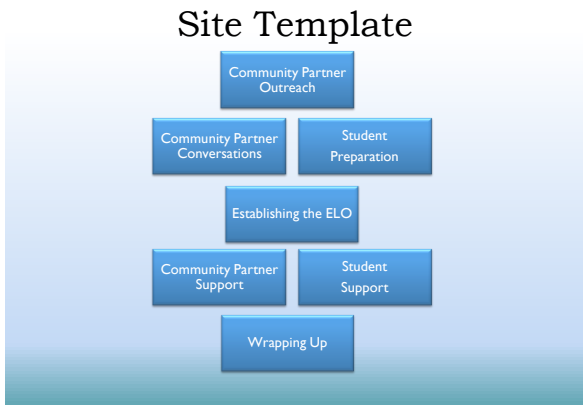 Site Template
Community Partner
Outreach
Community Partner
Conversations
Student
Preparation
Establishing the ELO
Community Partner
Support
Student
Support
Wrapping Up